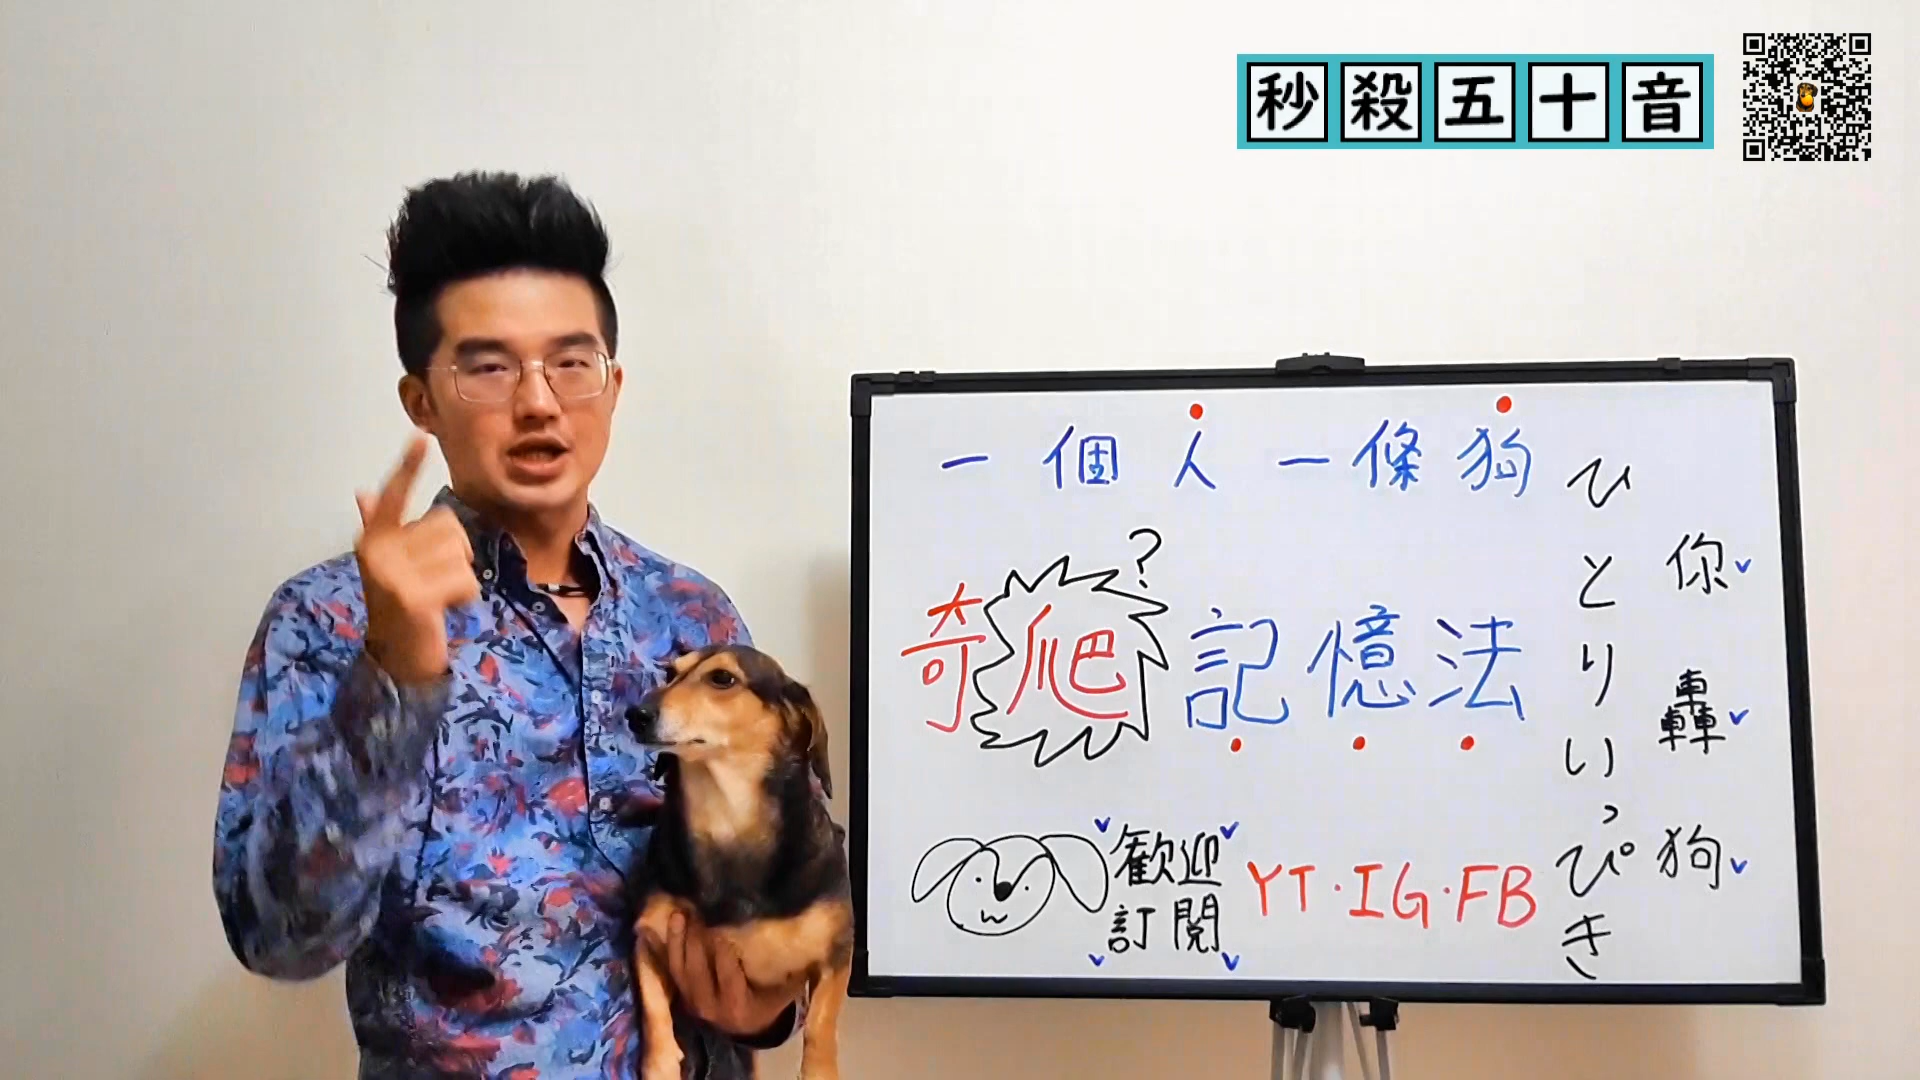 秒殺五十音
一個人一條狗
奇爬?記憶法
歡迎
訂閱
YT·IG·FB
ひとりいっぴき
你
轟
狗